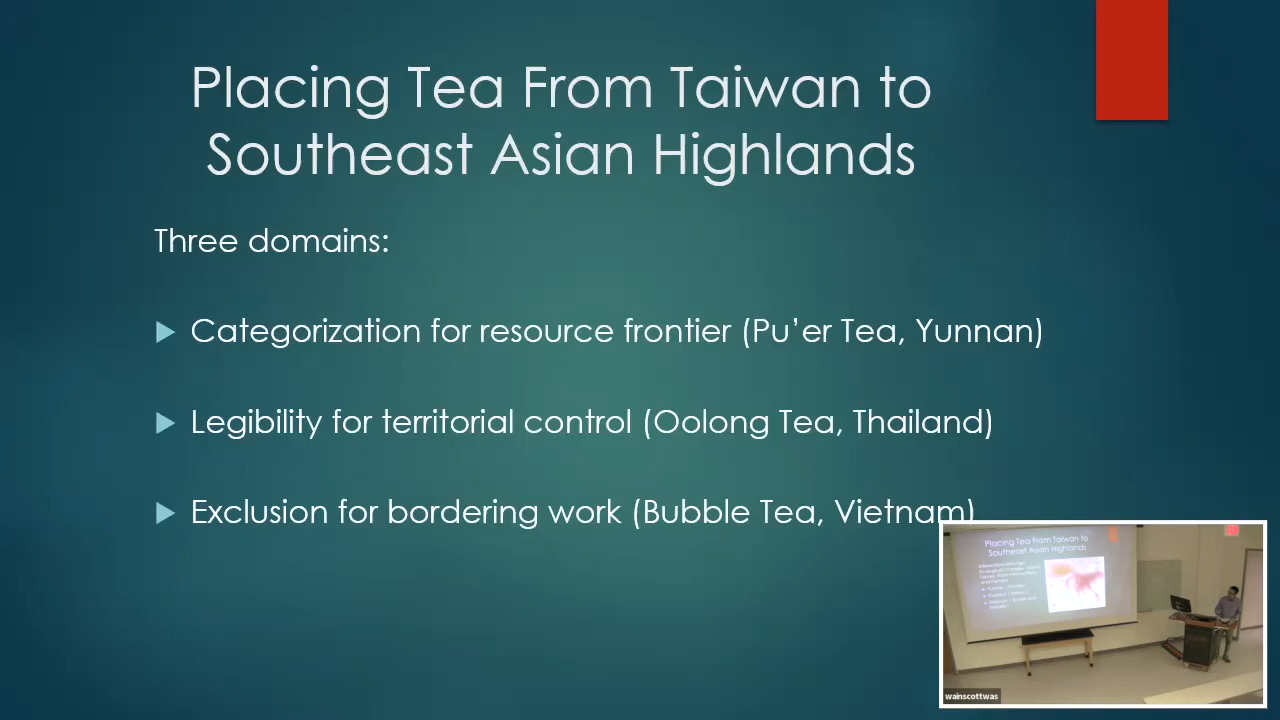 Placing Tea From Taiwan to
Southeast Asian Highlands
Three domains:
Categorization for resource frontier (Pu’er Tea, Yunnan)
Legibility for territorial control (Oolong Tea, Thailand)
Exclusion for bordering work (Bubble Tea, Vietnam)
Placing Tea From Taiwan to
Southeast Asian Highlands
wainscottwas